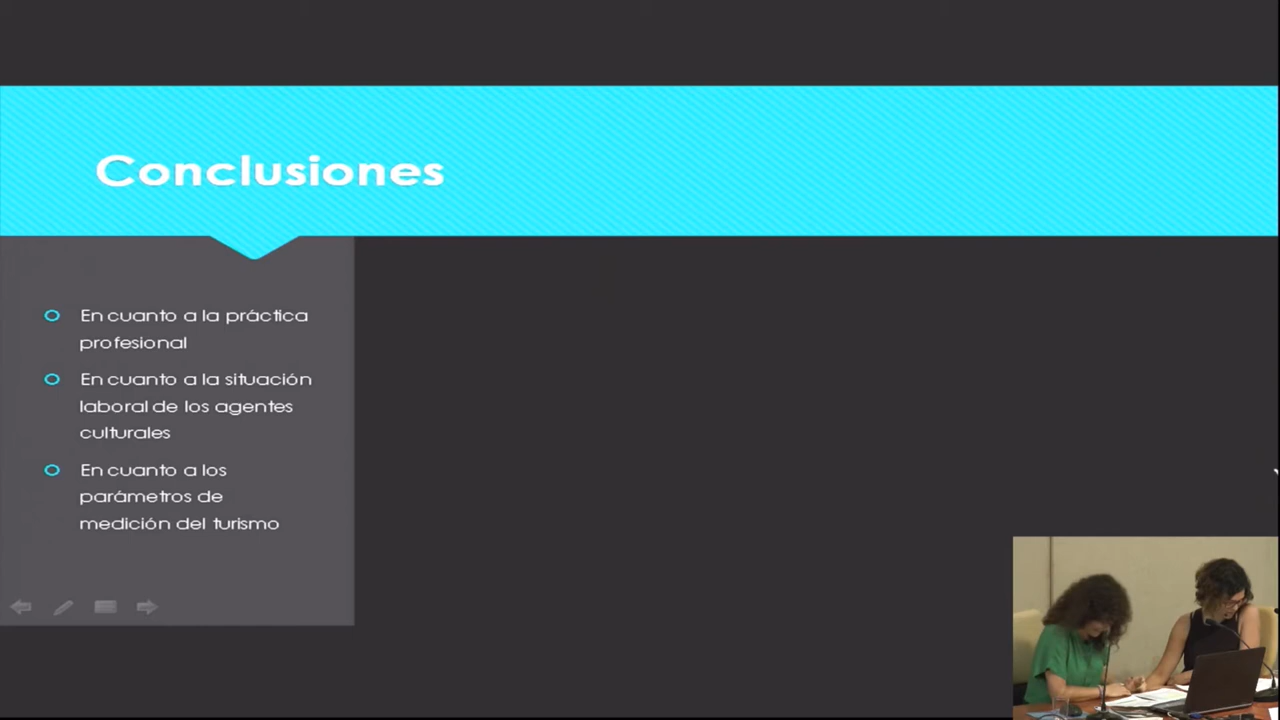 Conclusiones
En cuanto a la práctica
profesional
En cuanto a la situación
laboral de los agentes
culturales
En cuanto a los
parámetros de
medición del turismo